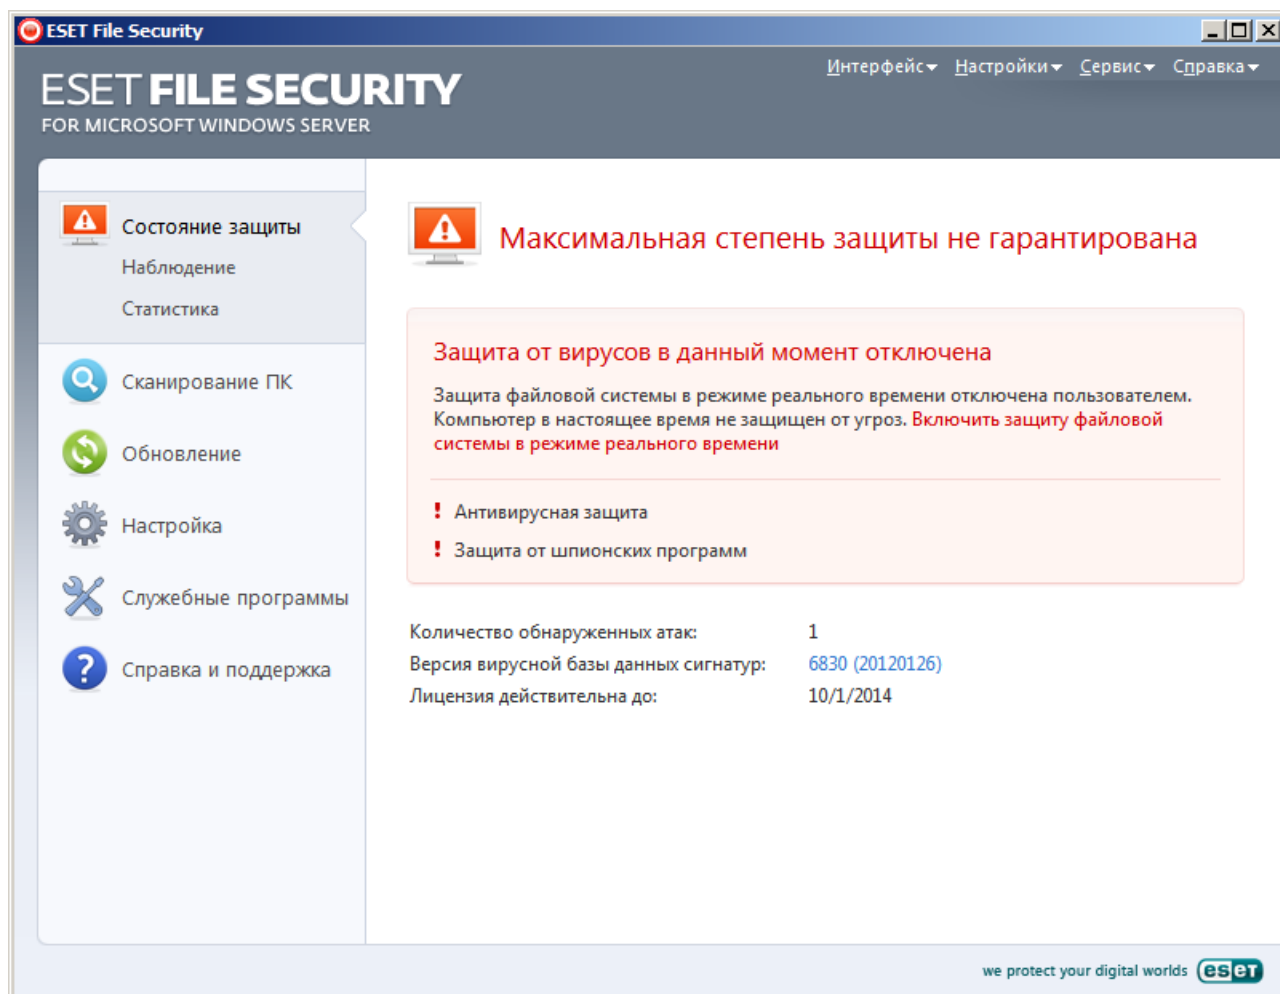 ESET File Security
Интерфейс Настройки Сервис Справка
ESET FILE SECURITY
FOR MICROSOFT WINDOWS SERVER
Состояние защиты
Наблюдение
Статистика
Сканирование ПК
Обновление
Настройка
Служебные программы
Справка и поддержка
Максимальная степень защиты не гарантирована
Защита от вирусов в данный момент отключена
Защита файловой системы в режиме реального времени отключена пользователем.
Компьютер в настоящее время не защищен от угроз. Включить защиту файловой
системы в режиме реального времени
! Антивирусная защита
! Защита от шпионских программ
Количество обнаруженных атак: 1
Версия вирусной базы данных сигнатур: 6830 (20120126)
Лицензия действительна до: 10/1/2014
we protect your digital worlds eset